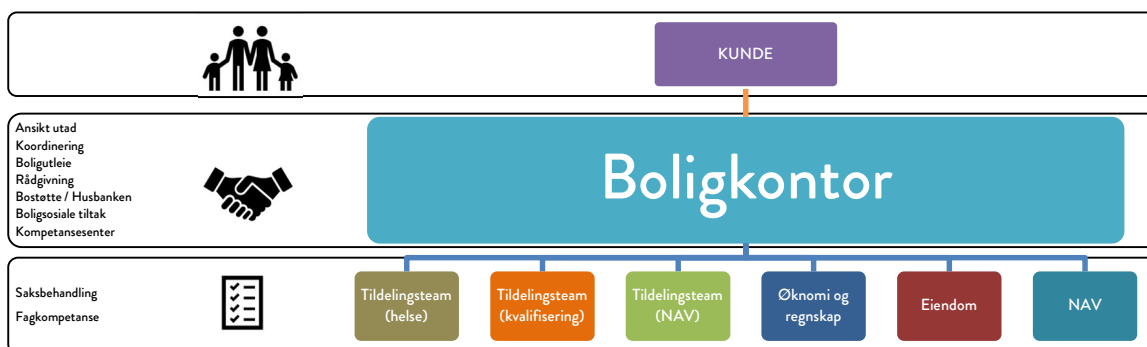 KUNDE
Ansikt utad
Koordinering
Boligutleie
Rådgivning
Bostøtte / Husbanken
Boligsosiale tiltak
Kompetansesenter
Boligkontor
Saksbehandling
Fagkompetanse
Tildelingsteam
(helse)
Tildelingsteam
(kvalifisering)
Tildelingsteam
(NAV)
Øknomi og
regnskap
Eiendom
NAV